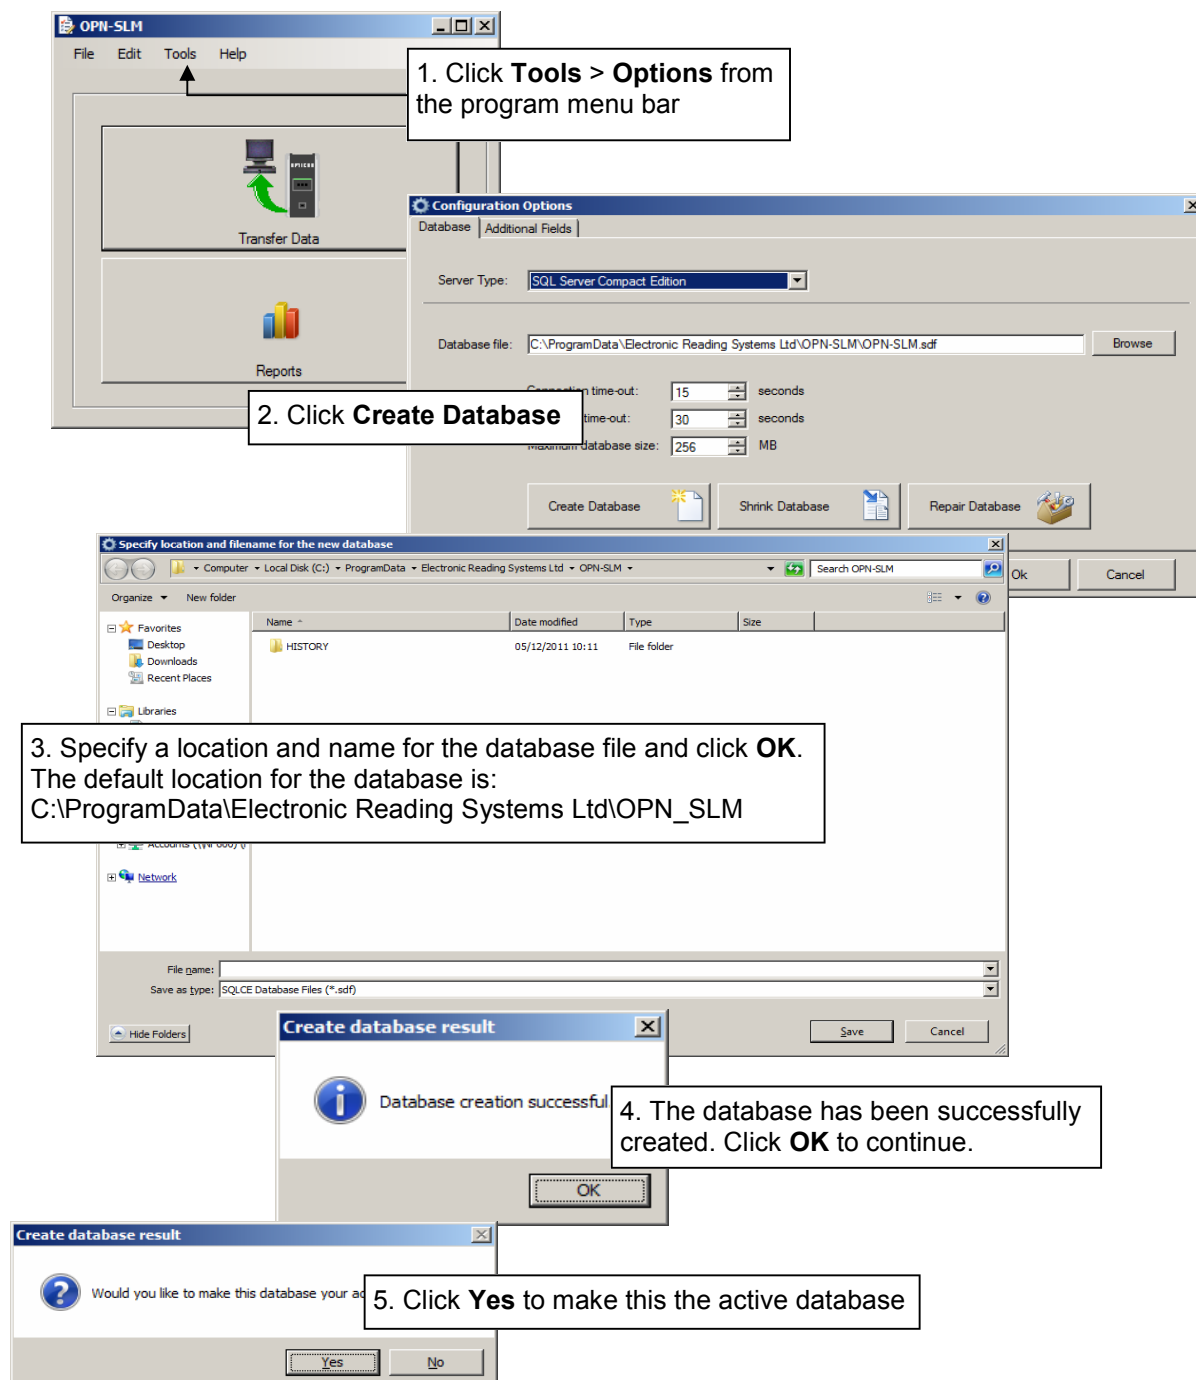 OPN-SLM
File Edit Tools Help
1. Click Tools > Options from
the program menu bar
OPTICON
Transfer Data
Reports
Configuration Options
Database Additional Fields
Server Type: SQL Server Compact Edition
Database file: C:\ProgramData\Electronic Reading Systems Ltd\OPN-SLM\OPN-SLM.sdf Browse
Connection time-out: 15 seconds
2. Click Create Database
time-out: 30 seconds
Maximum database size: 256 MB
Create Database Shrink Database Repair Database
Ok Cancel
Specify location and filename for the new database
Computer Local Disk (C:) ProgramData Electronic Reading Systems Ltd OPN-SLM Search OPN-SLM
Organize New folder
Name Date modified Type Size
Favorites
Desktop
Downloads
Recent Places
Libraries
HISTORY 05/12/2011 10:11 File folder
3. Specify a location and name for the database file and click OK.
The default location for the database is:
C:\ProgramData\Electronic Reading Systems Ltd\OPN_SLM
Accounts
Network
File name:
Save as type: SQLCE Database Files (*.sdf)
Hide Folders Save Cancel
Create database result
Database creation successful
4. The database has been successfully
created. Click OK to continue.
OK
Create database result
Would you like to make this database your
5. Click Yes to make this the active database
Yes No